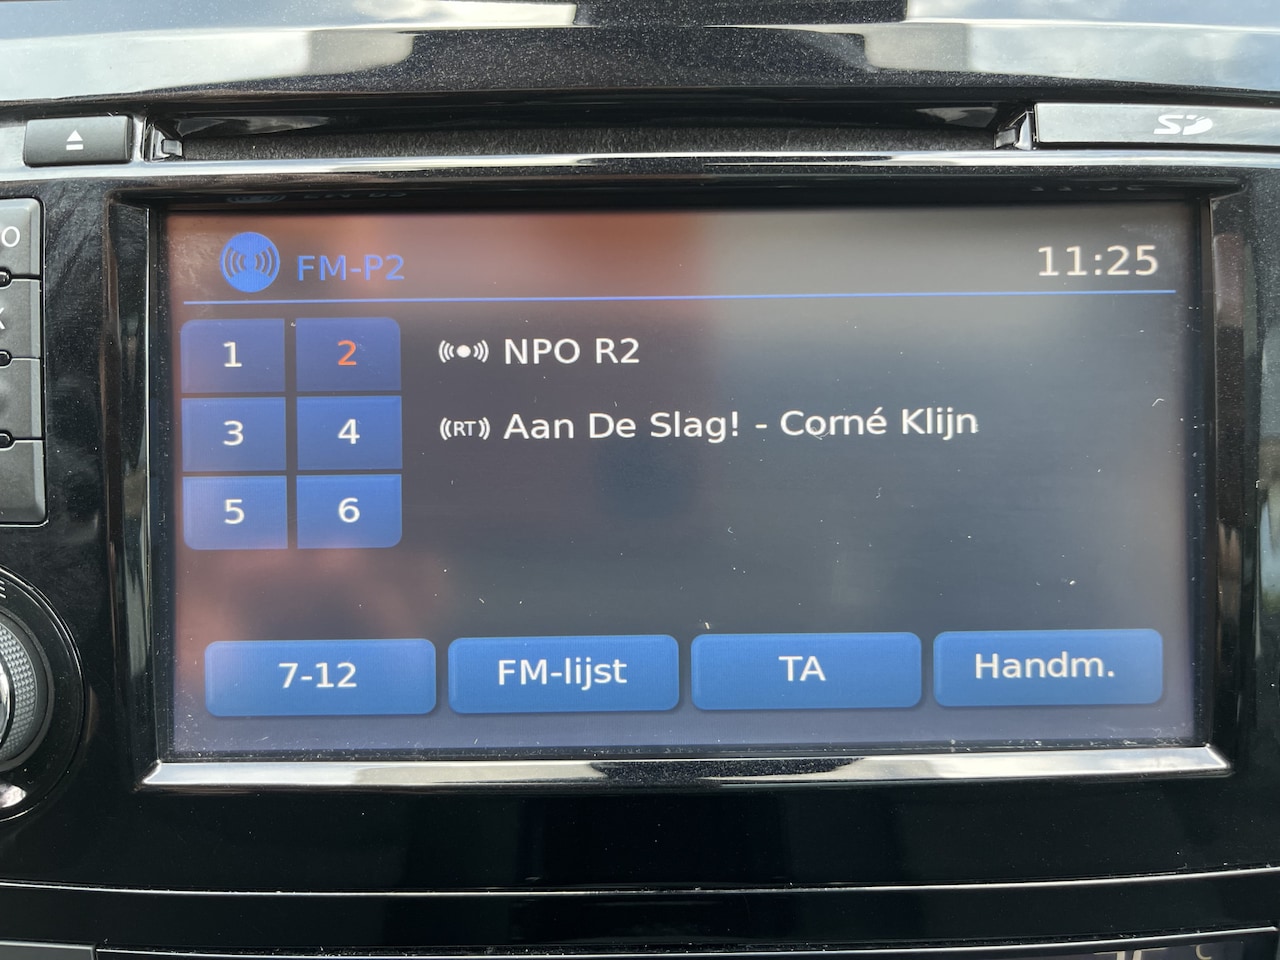 SD
FM-P2
11:25
1 2
3 4
5 6
NPO R2
RT Aan De Slag! - Corné Klijn
7-12
FM-lijst
TA
Handm.